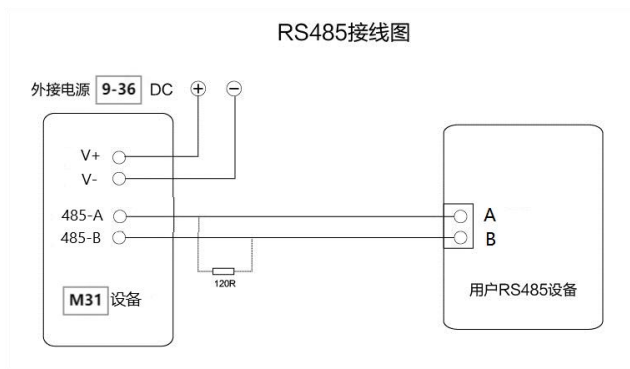 RS485接线图
外接电源 9-36 DC + −
V+
V-
485-A
485-B
120R
M31 设备
A
B
用户RS485设备